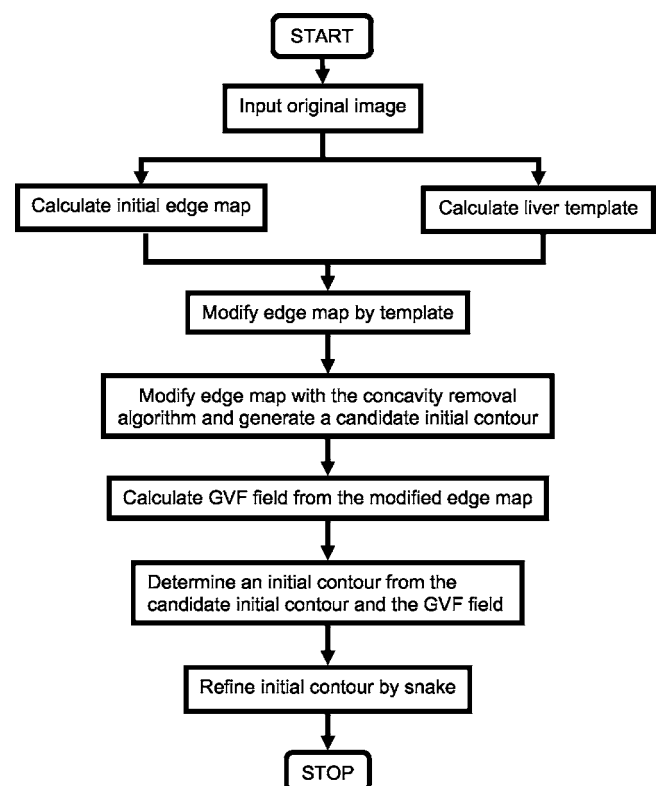 START
Input original image
Calculate initial edge map
Calculate liver template
Modify edge map by template
Modify edge map with the concavity removal
algorithm and generate a candidate initial contour
Calculate GVF field from the modified edge map
Determine an initial contour from the
candidate initial contour and the GVF field
Refine initial contour by snake
STOP